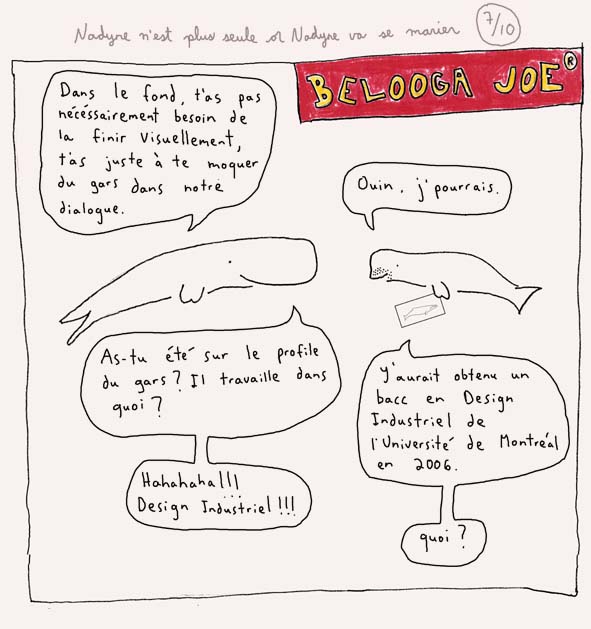 Nadyne n'est plus seule or Nadyne va se marier 7/10
BELOOGA JOE®
Dans le fond, t'as pas
nécéssairement besoin de
la finir visuellement,
t'as juste à te moquer
du gars dans notre
dialogue.
Ouin, j'pourrais.
As-tu été sur le profile
du gars? Il travaille dans
quoi?
Y'aurait obtenu un
bacc en Design
Industriel de
l'Université de Montréal
en 2006.
Hahahaha!!!
Design Industriel!!!
quoi?